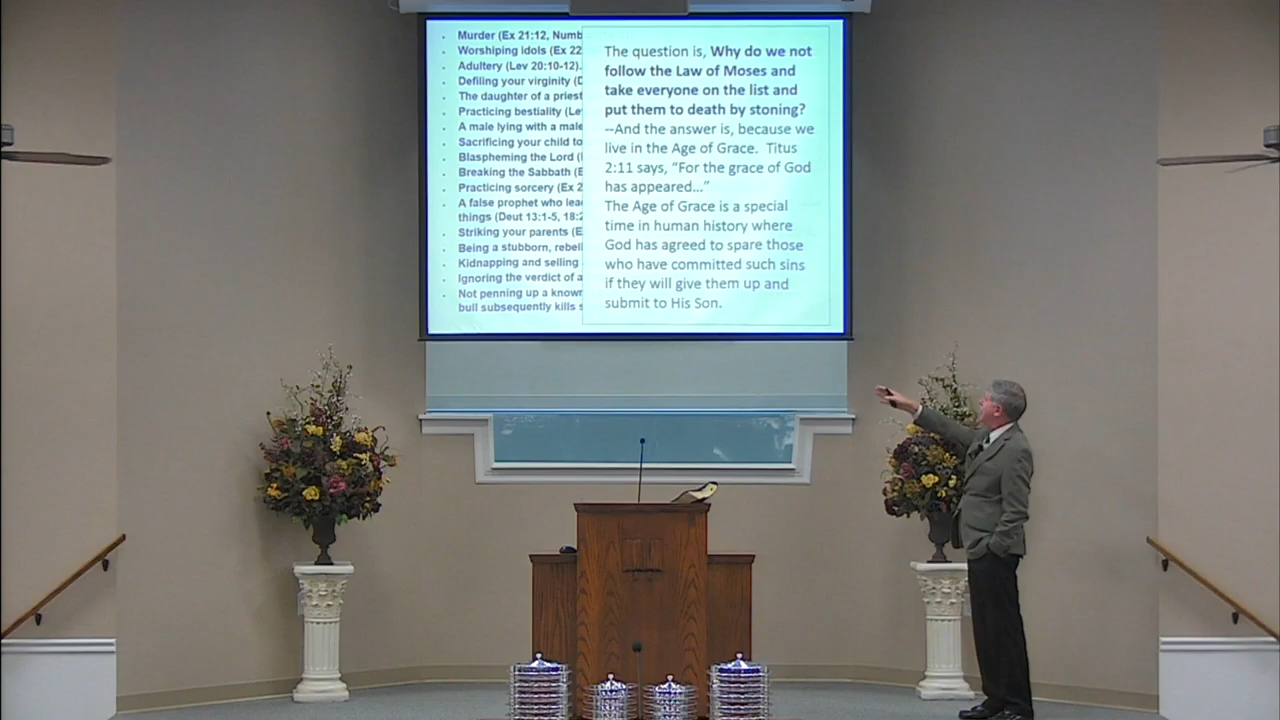 Murder (Ex 21:12, Numb
Worshiping idols (Ex 22
Adultery (Lev 20:10-12).
Defiling your virginity (D
The daughter of a priest
Practicing bestiality (Le
A male lying with a male
Sacrificing your child to
Blaspheming the Lord (
Breaking the Sabbath (E
Practicing sorcery (Ex 2
A false prophet who lea
things (Deut 13:1-5, 18:2
Striking your parents (E
Being a stubborn, rebel
Kidnapping and selling
Ignoring the verdict of a
Not penning up a known
bull subsequently kills s
The question is, Why do we not
follow the Law of Moses and
take everyone on the list and
put them to death by stoning?
--And the answer is, because we
live in the Age of Grace. Titus
2:11 says, “For the grace of God
has appeared...”
The Age of Grace is a special
time in human history where
God has agreed to spare those
who have committed such sins
if they will give them up and
submit to His Son.